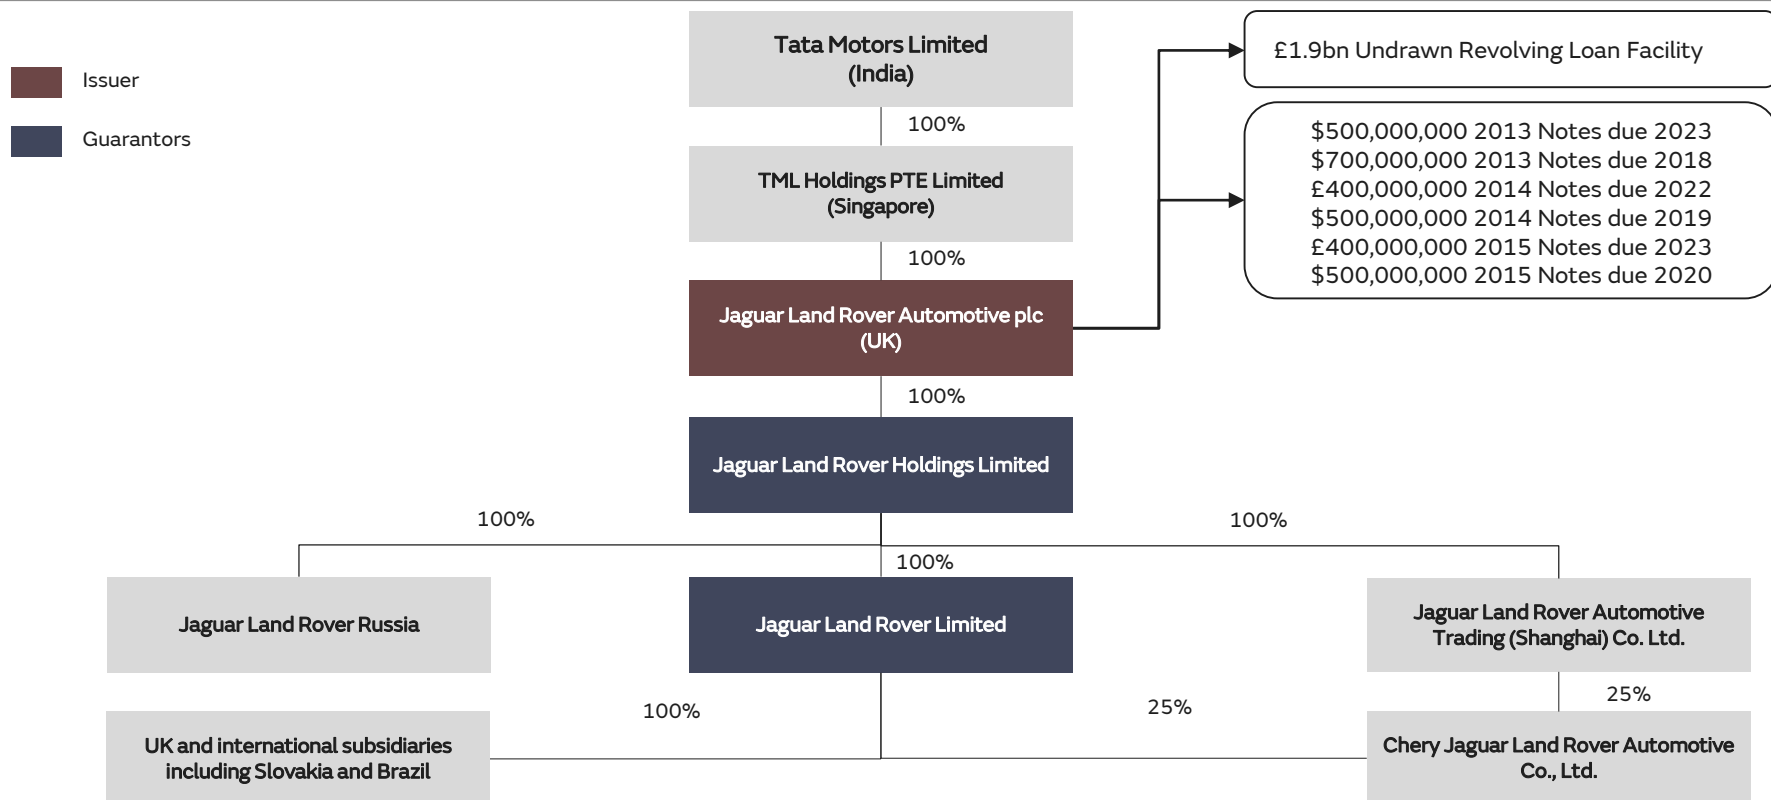 Tata Motors Limited
(India)
£1.9bn Undrawn Revolving Loan Facility
Issuer
Guarantors
100%
$500,000,000 2013 Notes due 2023
$700,000,000 2013 Notes due 2018
£400,000,000 2014 Notes due 2022
$500,000,000 2014 Notes due 2019
£400,000,000 2015 Notes due 2023
$500,000,000 2015 Notes due 2020
TML Holdings PTE Limited
(Singapore)
100%
Jaguar Land Rover Automotive plc
(UK)
100%
Jaguar Land Rover Holdings Limited
100%
100%
100%
Jaguar Land Rover Russia
Jaguar Land Rover Limited
Jaguar Land Rover Automotive
Trading (Shanghai) Co. Ltd.
100%
25%
25%
UK and international subsidiaries
including Slovakia and Brazil
Chery Jaguar Land Rover Automotive
Co., Ltd.